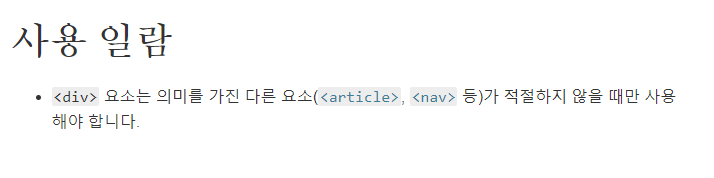 사용 일람
<div> 요소는 의미를 가진 다른 요소(<article>, <nav> 등)가 적절하지 않을 때만 사용
해야 합니다.